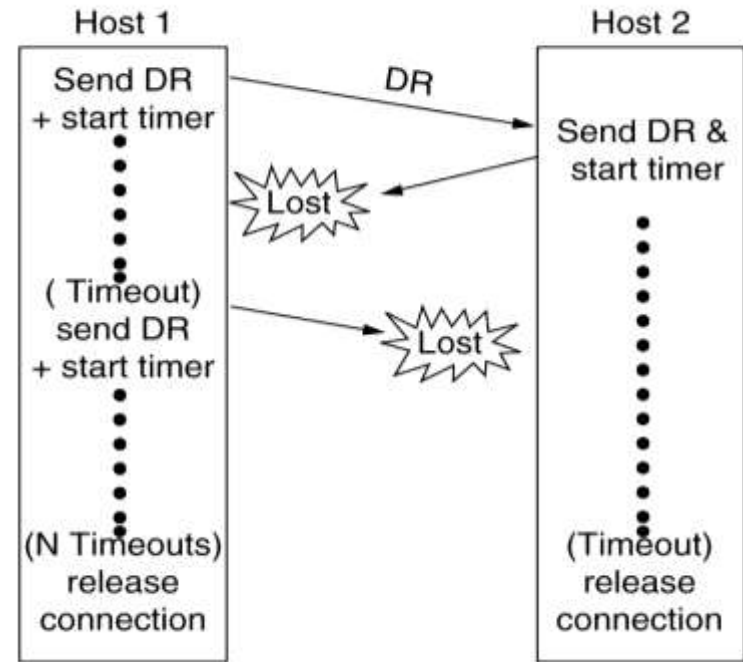 Host 1
Host 2
Send DR
+ start timer
DR
Send DR &
start timer
Lost
( Timeout)
send DR
+ start timer
Lost
(N Timeouts)
release
connection
(Timeout)
release
connection